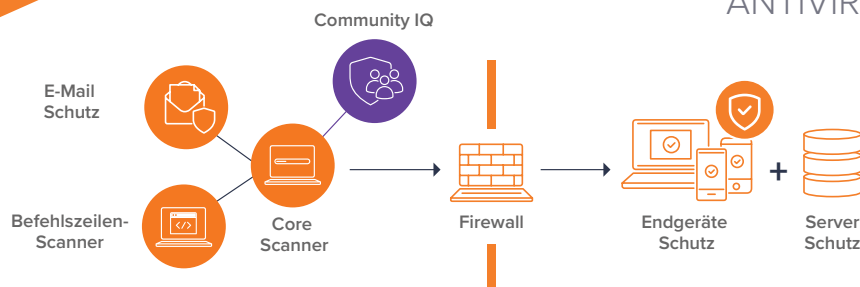 ANTIVIR
Community IQ
E-Mail
Schutz
Befehlszeilen-
Scanner
Core
Scanner
Firewall
Endgeräte
Schutz
+
Server
Schutz